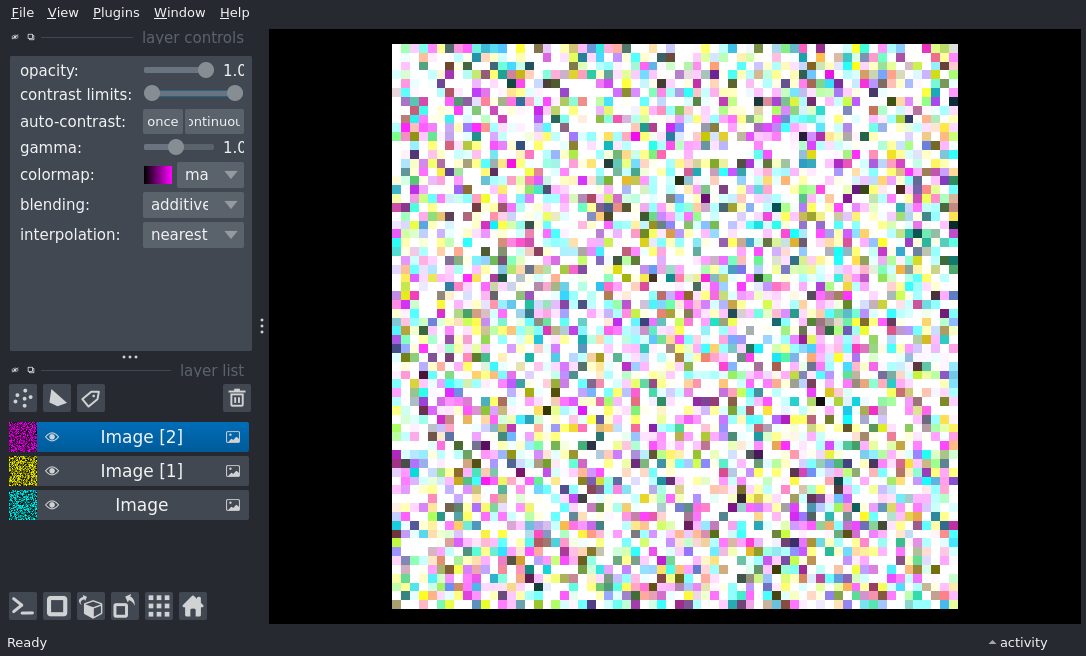 File View Plugins Window Help
layer controls
opacity: 1.0
contrast limits:
auto-contrast: once ontinuou
gamma: 1.0
colormap: ma
blending: additive
interpolation: nearest
layer list
Image [2]
Image [1]
Image
Ready
activity